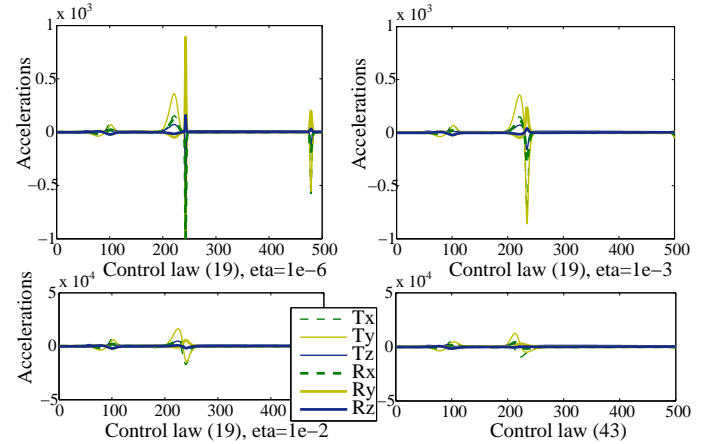 x 10³
x 10³
1
1
0.5
0.5
0
0
−0.5
−0.5
−1
−1
Accelerations
Accelerations
0 100 200 300 400 500
0 100 200 300 400 500
Control law (19), eta=1e−6
Control law (19), eta=1e−3
x 10⁴
x 10⁴
5
5
0
0
−5
−5
Accelerations
Tx
Ty
Tz
Rx
Ry
Rz
0 100 200 300 400 500
0 100 200 300 400 500
Control law (19), eta=1e−2
Control law (43)